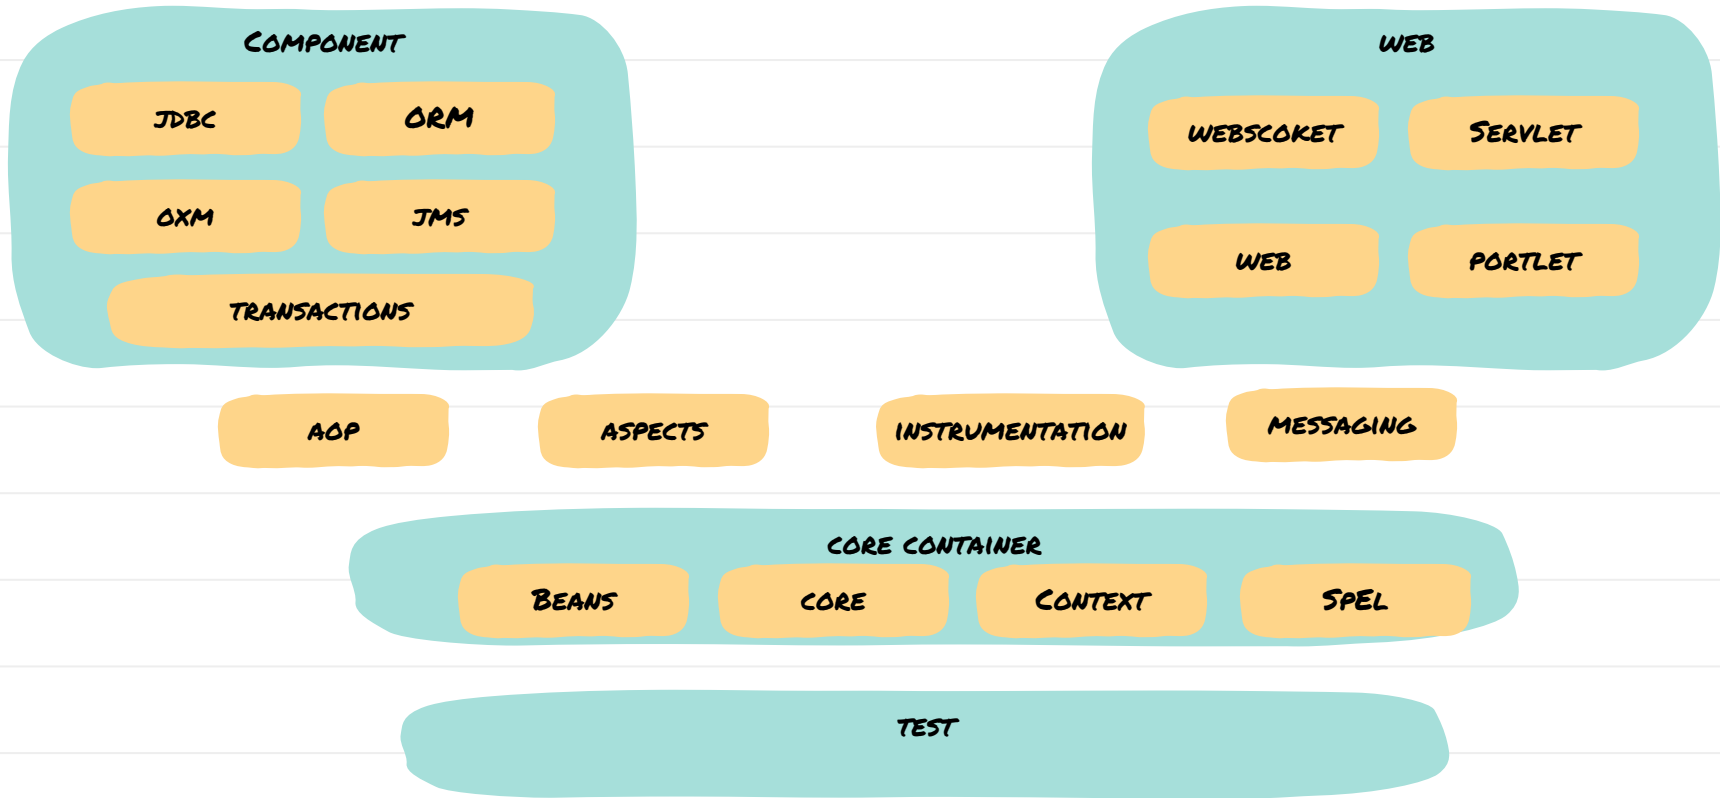 Component
JDBC
ORM
OXM
JMS
Transactions
web
webscoket
Servlet
web
portlet
AOP
aspects
instrumentation
messaging
core container
Beans
core
Context
SpEL
test